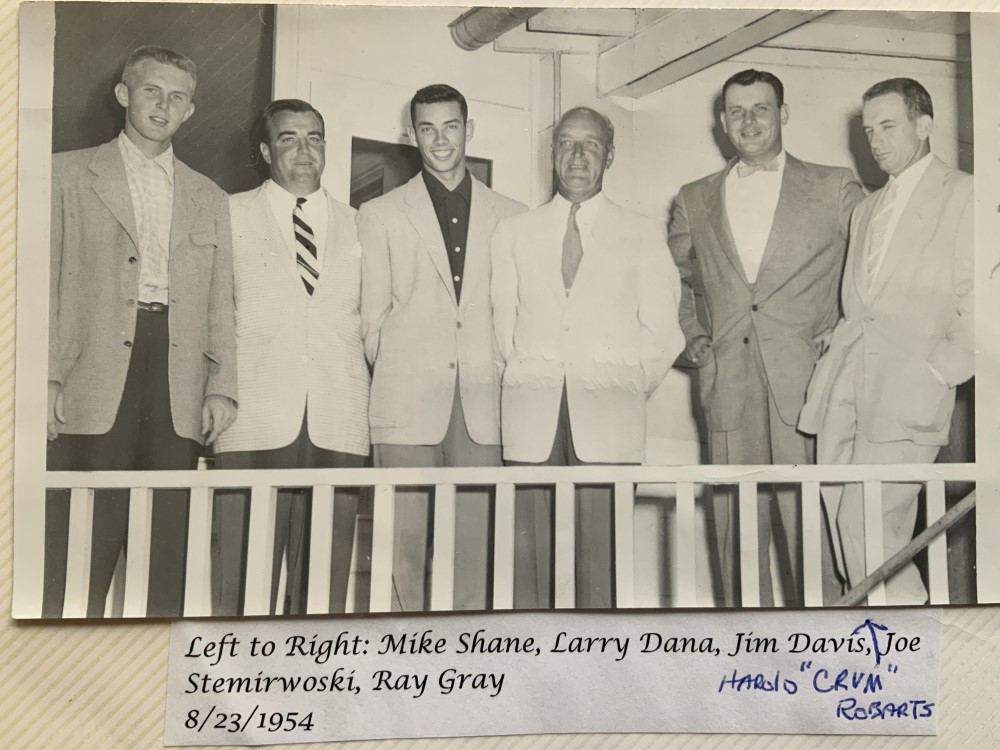 Left to Right: Mike Shane, Larry Dana, Jim Davis, Joe
Stemirwoski, Ray Gray
HAROLD "CRUM"
ROBARTS
8/23/1954